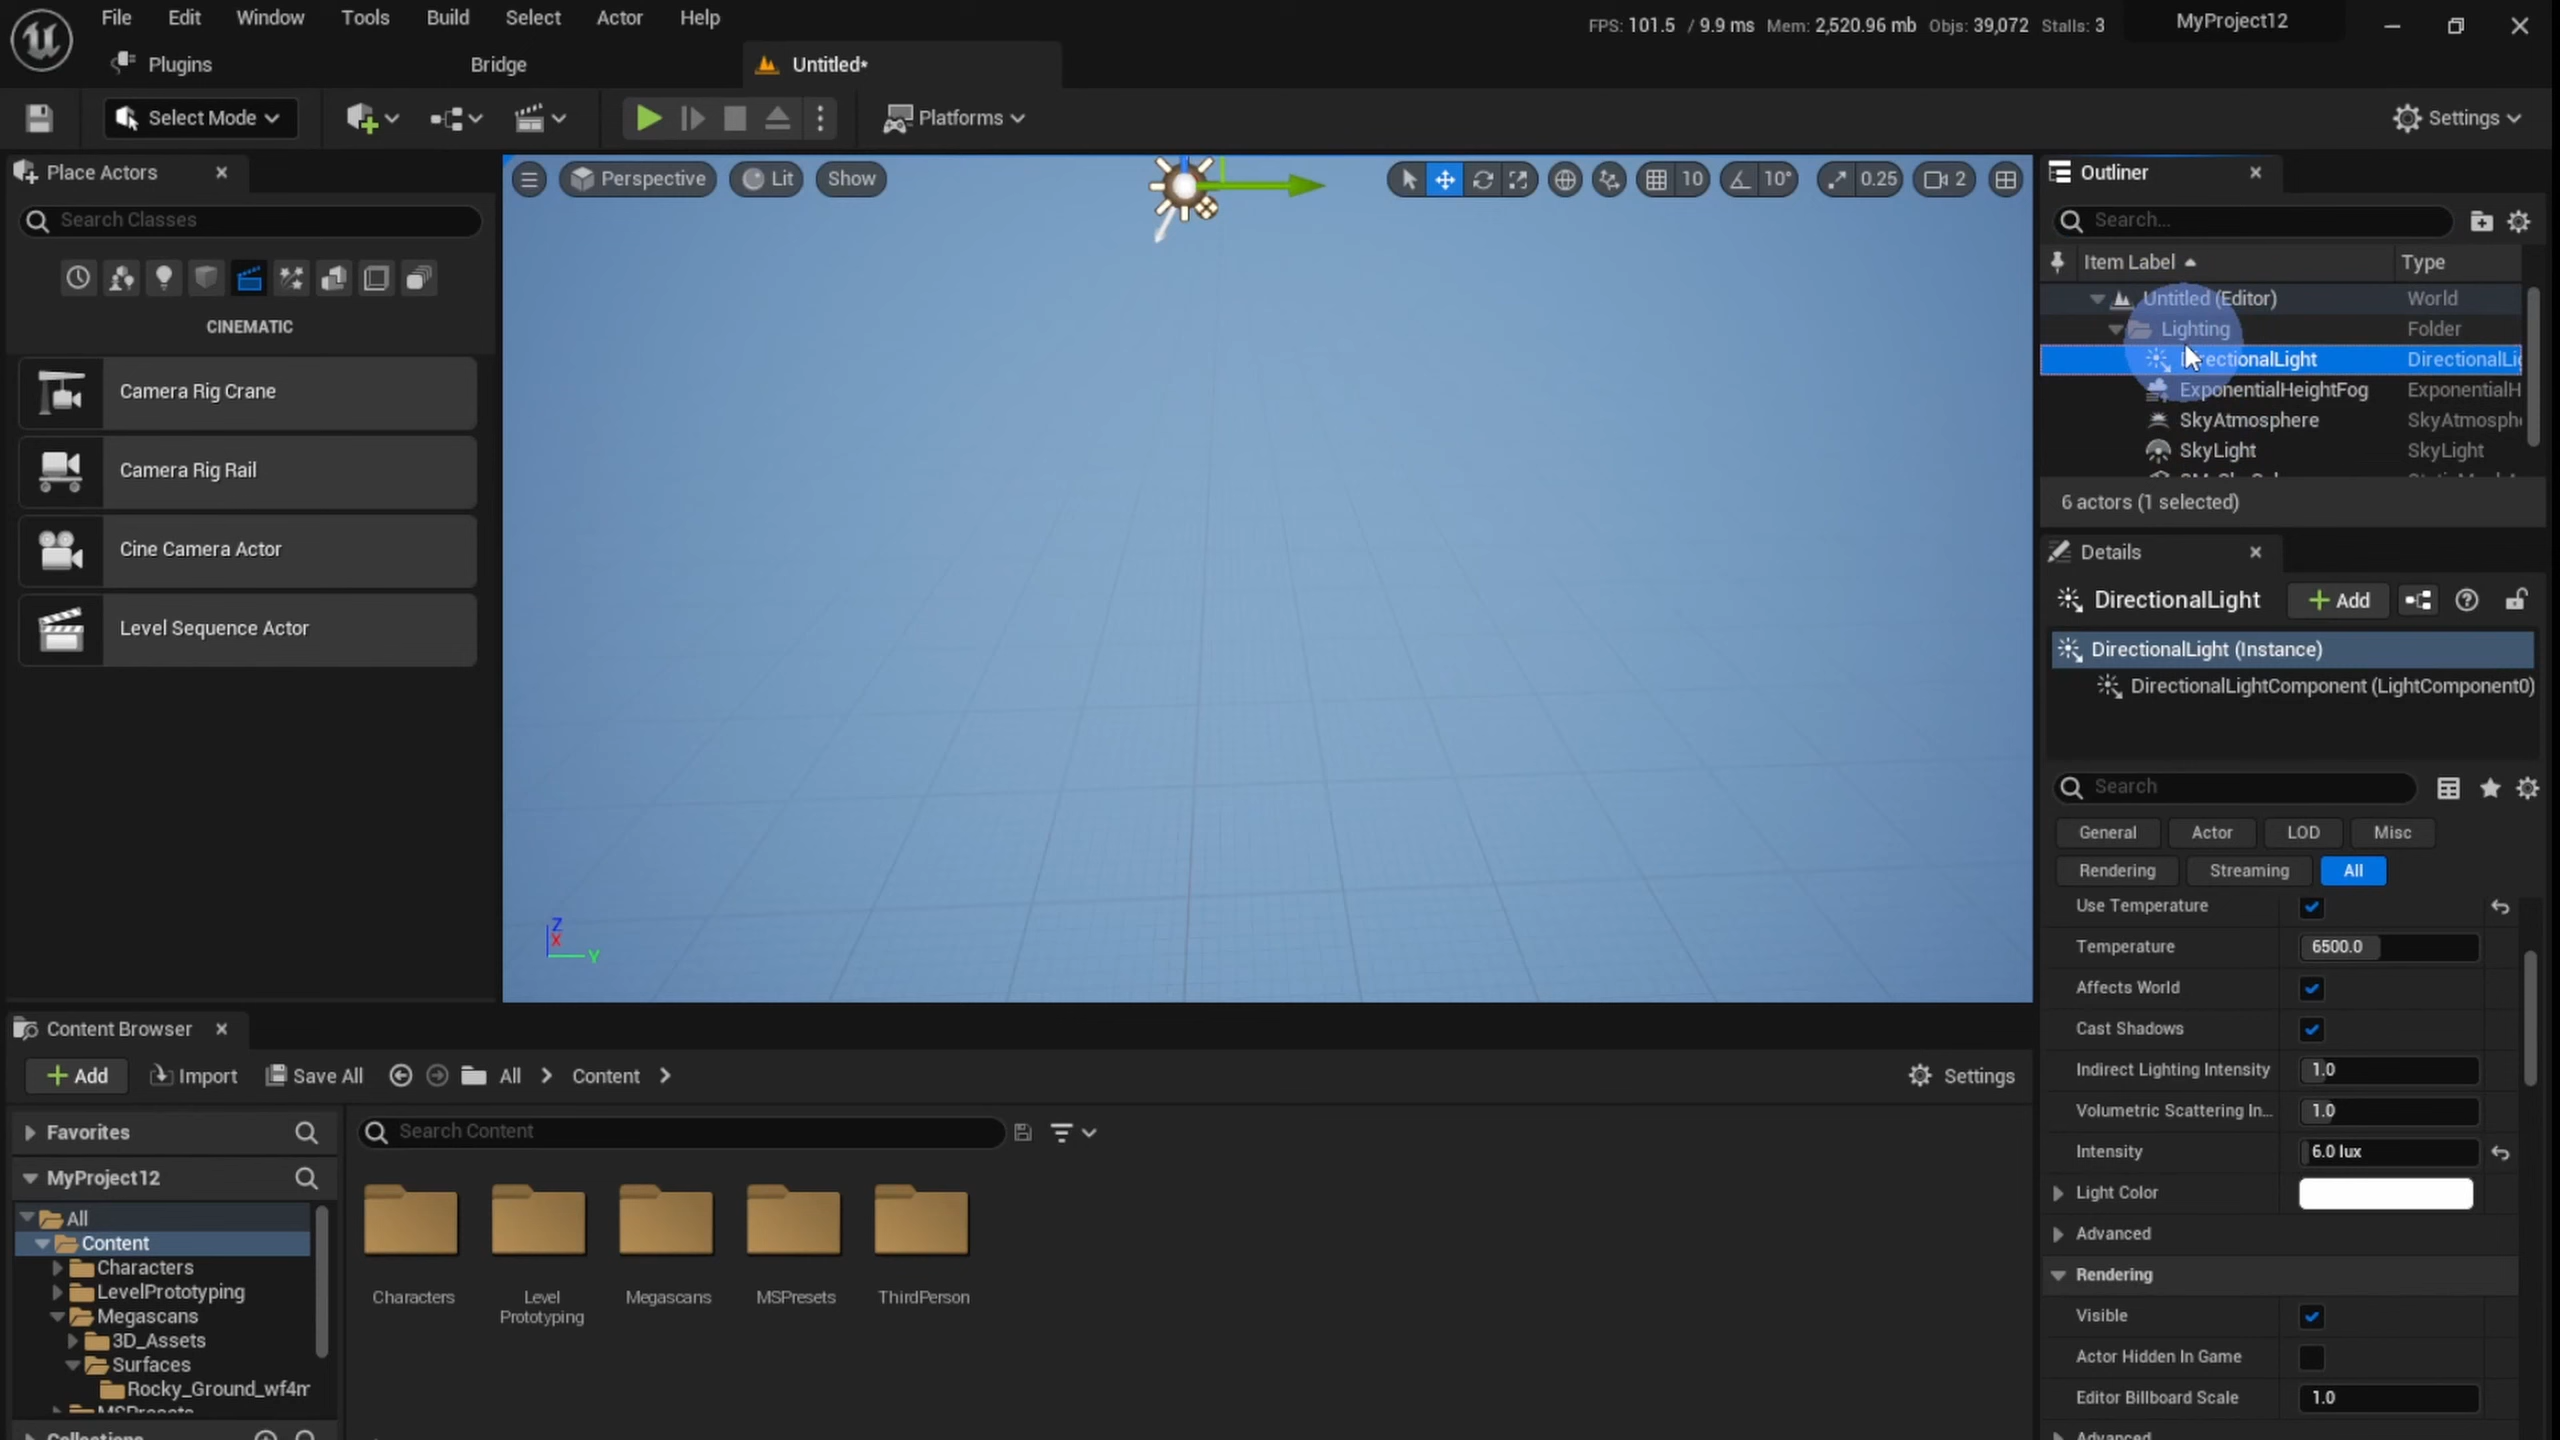 File Edit Window Tools Build Select Actor Help
FPS: 101.5 / 9.9 ms Mem: 2,520.96 mb Objs: 39,072 Stalls: 3
MyProject12
Plugins
Bridge
Untitled*
Select Mode
Platforms
Settings
Place Actors
Search Classes
CINEMATIC
Camera Rig Crane
Camera Rig Rail
Cine Camera Actor
Level Sequence Actor
Perspective Lit Show
10 10° 0.25 2
Z
X
Y
Outliner
Search...
Item Label Type
Untitled (Editor) World
Lighting Folder
DirectionalLi
ExponentialHeightFog ExponentialH
SkyAtmosphere SkyAtmosph
SkyLight SkyLight
6 actors (1 selected)
Details
DirectionalLight Add
DirectionalLight (Instance)
DirectionalLightComponent (LightComponent0)
Search
General Actor LOD Misc
Rendering Streaming All
Use Temperature
Temperature 6500.0
Affects World
Cast Shadows
Indirect Lighting Intensity 1.0
Volumetric Scattering In... 1.0
Intensity 6.0 lux
Light Color
Advanced
Rendering
Visible
Actor Hidden In Game
Editor Billboard Scale 1.0
Content Browser
Add Import Save All All Content
Settings
Favorites
Search Content
MyProject12
All
Content
Characters
LevelPrototyping
Megascans
3D_Assets
Surfaces
Rocky_Ground_wf4m
Characters
Level
Prototyping
Megascans
MSPresets
ThirdPerson